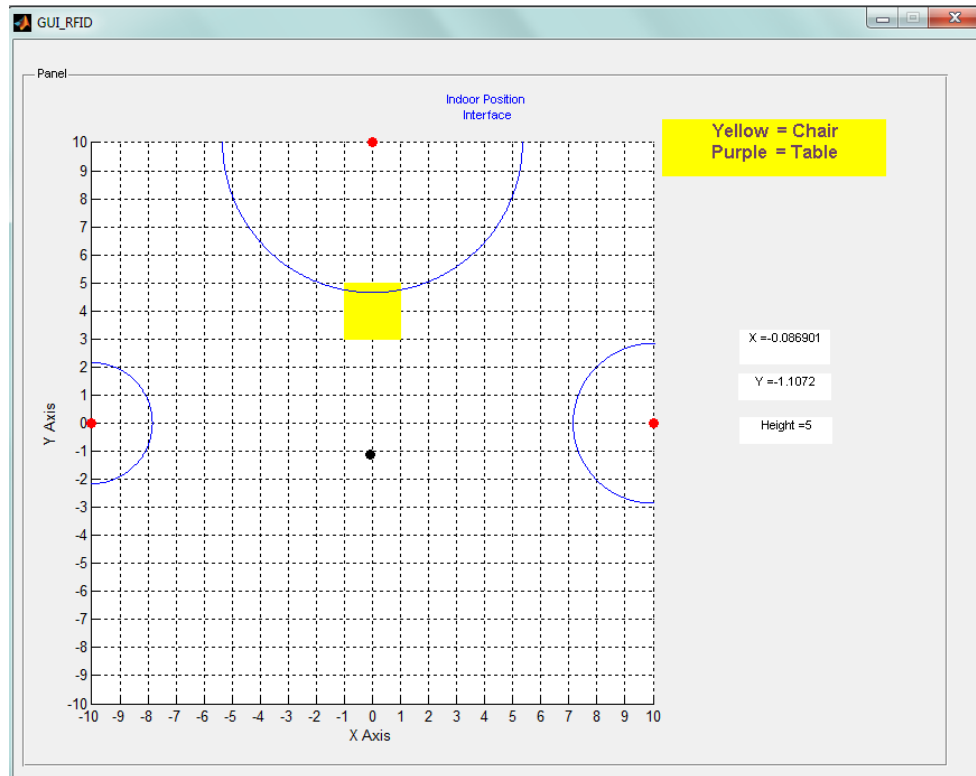 GUI_RFID
Panel
Indoor Position
Interface
Yellow = Chair
Purple = Table
10
9
8
7
6
5
4
3
2
1
0
-1
-2
-3
-4
-5
-6
-7
-8
-9
-10
Y Axis
-10 -9 -8 -7 -6 -5 -4 -3 -2 -1 0 1 2 3 4 5 6 7 8 9 10
X Axis
X =-0.086901
Y =-1.1072
Height =5